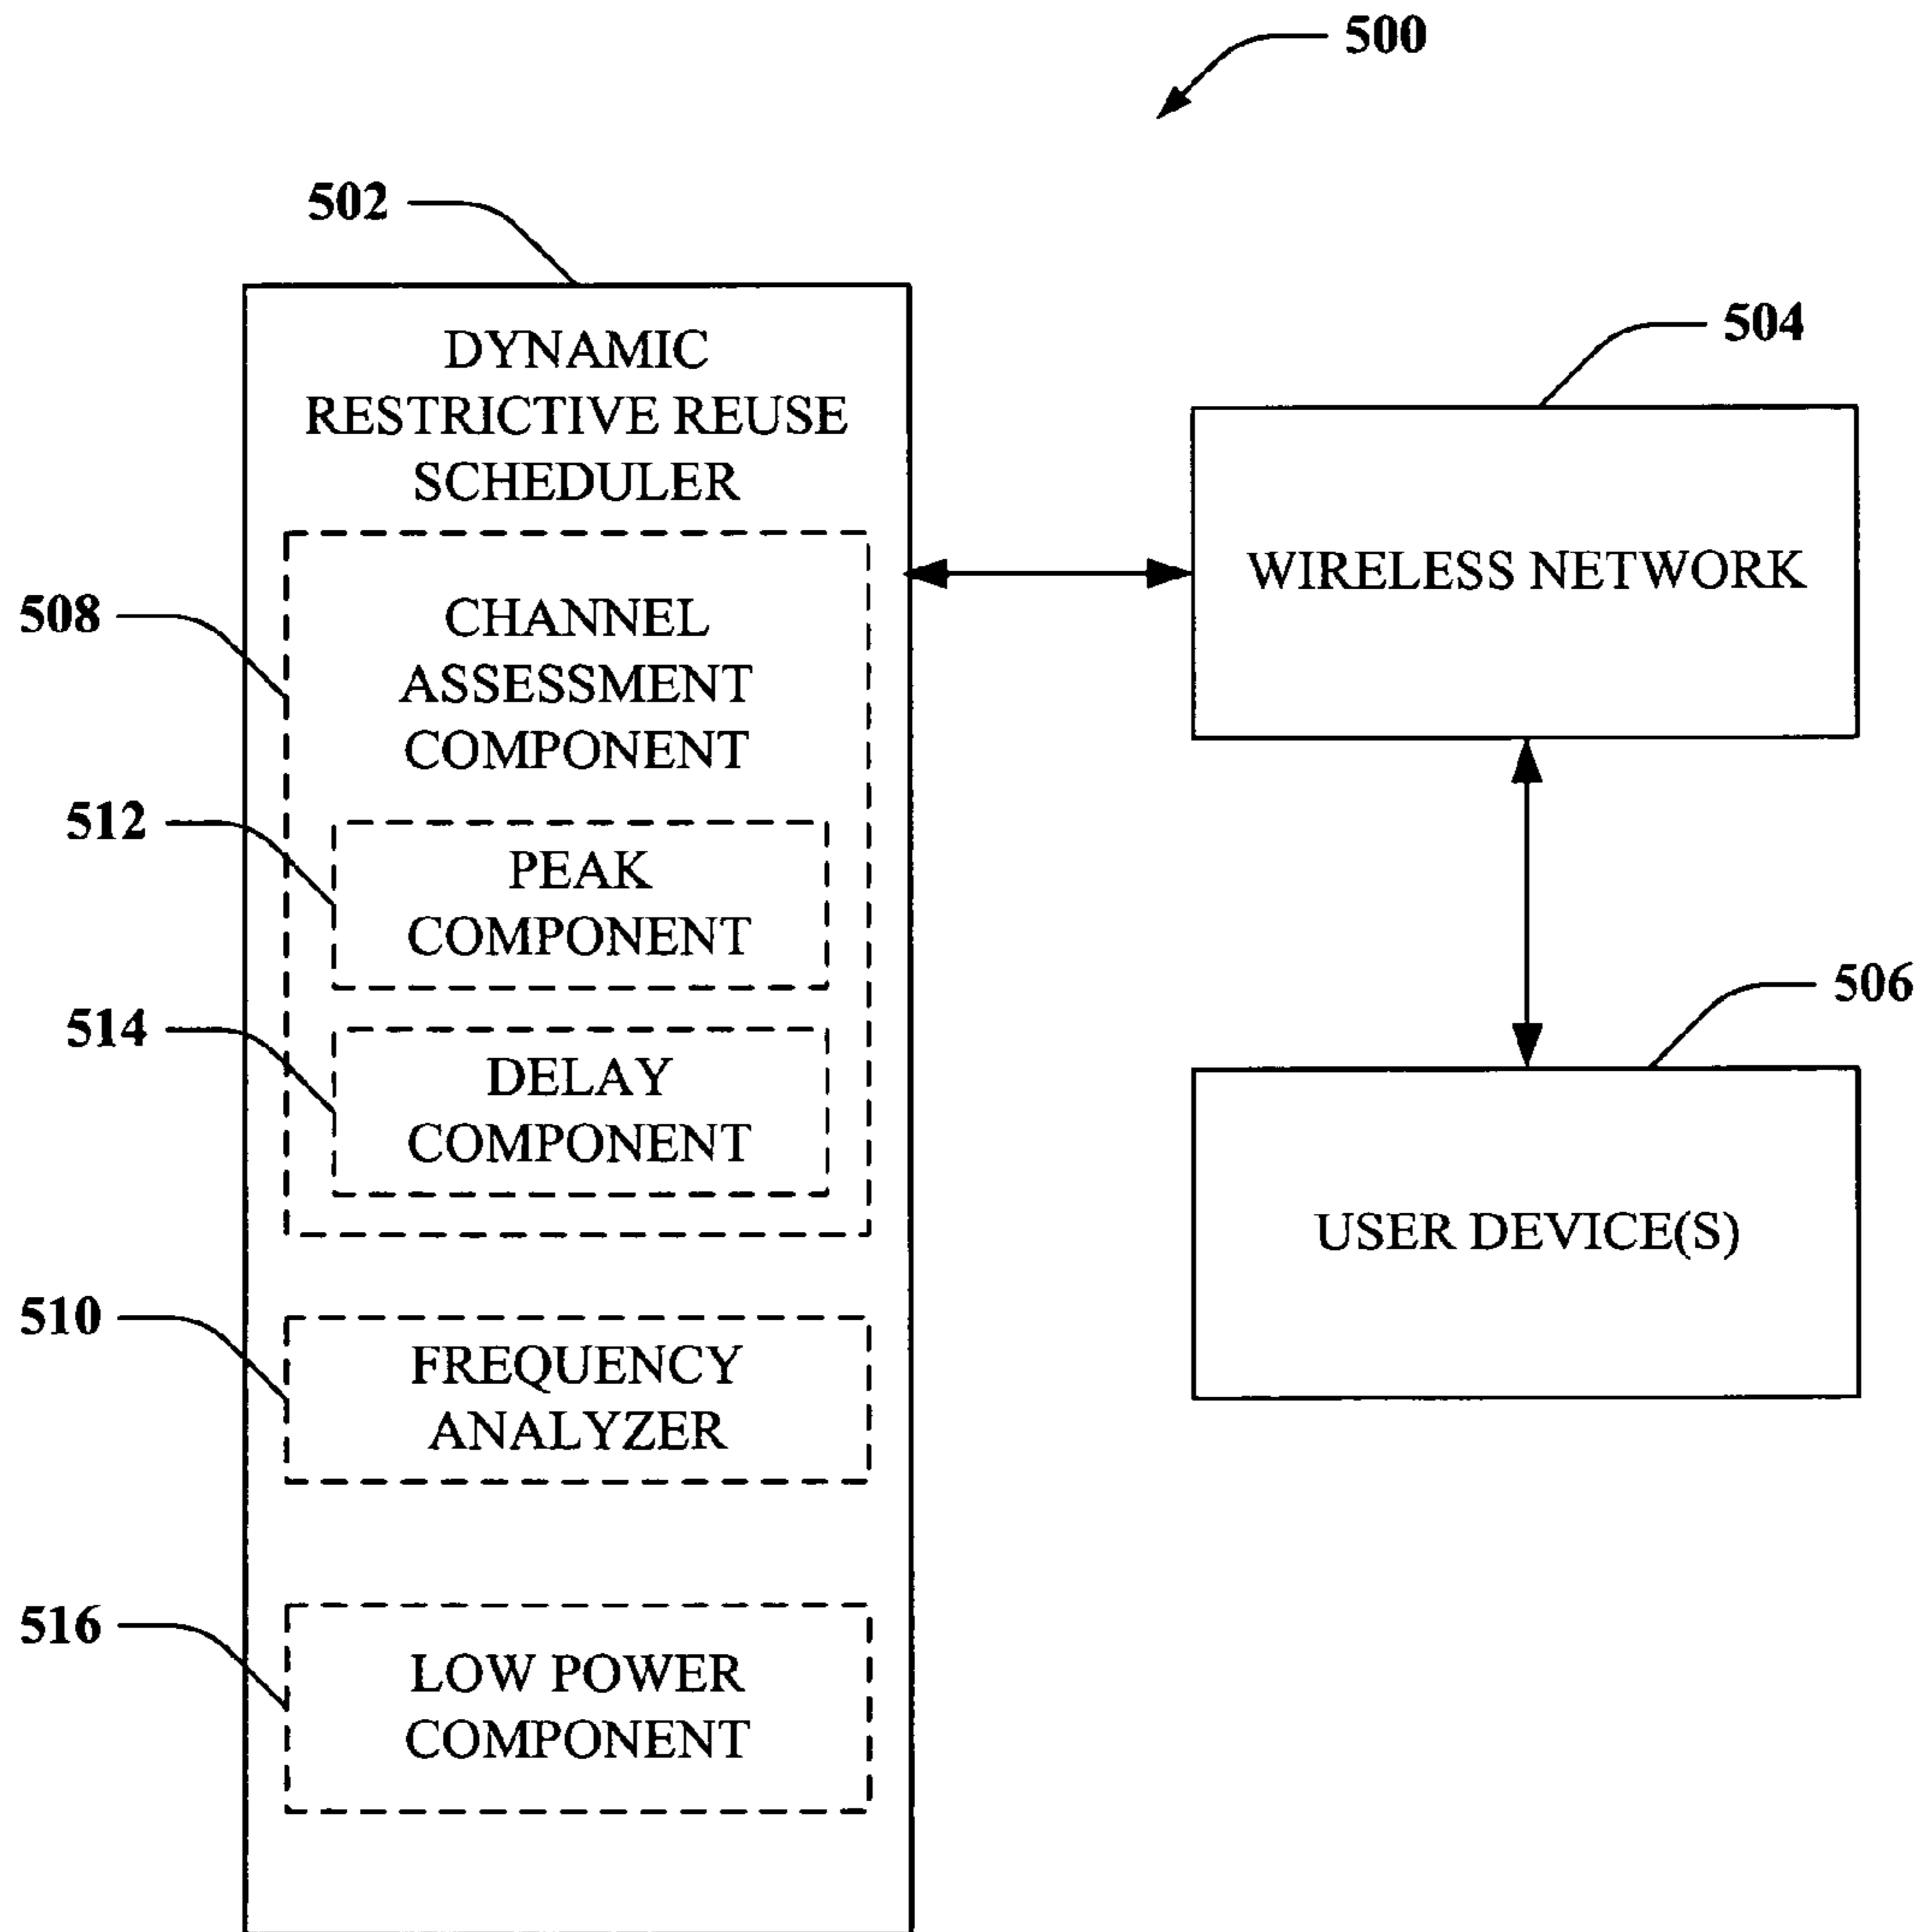 500
502
DYNAMIC
RESTRICTIVE REUSE
SCHEDULER
504
WIRELESS NETWORK
508
CHANNEL
ASSESSMENT
COMPONENT
512
PEAK
COMPONENT
514
DELAY
COMPONENT
506
USER DEVICE(S)
510
FREQUENCY
ANALYZER
516
LOW POWER
COMPONENT